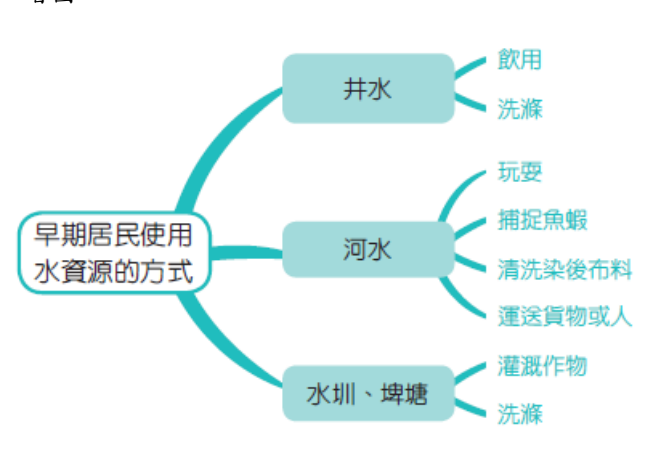 早期居民使用
水資源的方式
井水
飲用
洗滌
河水
玩耍
捕捉魚蝦
清洗染後布料
運送貨物或人
水圳、埤塘
灌溉作物
洗滌